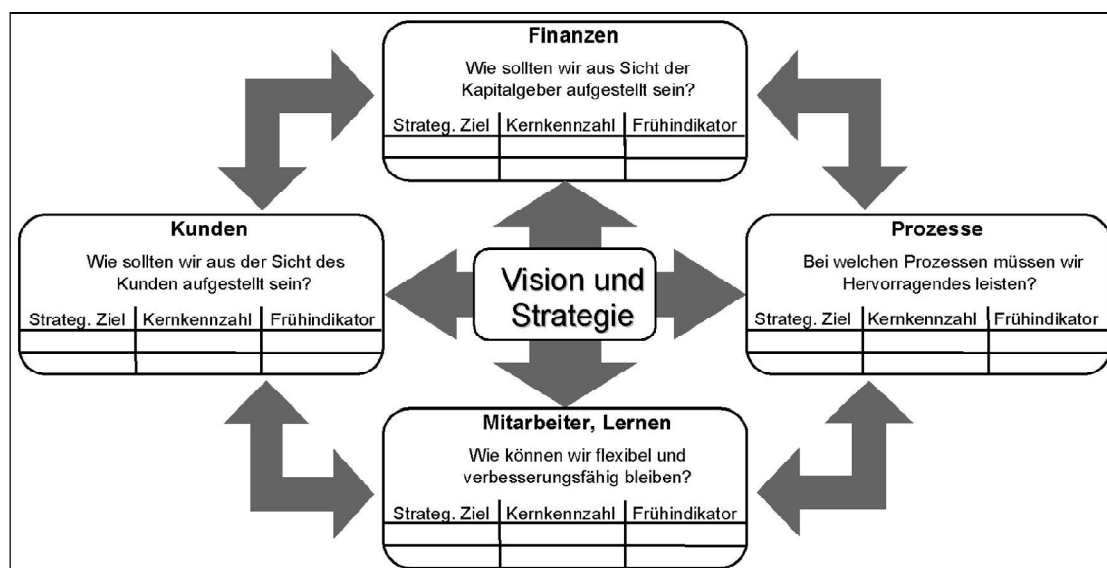 Finanzen
Wie sollten wir aus Sicht der
Kapitalgeber aufgestellt sein?
Strateg. Ziel Kernkennzahl Frühindikator
Kunden
Wie sollten wir aus der Sicht des
Kunden aufgestellt sein?
Strateg. Ziel Kernkennzahl Frühindikator
Vision und
Strategie
Prozesse
Bei welchen Prozessen müssen wir
Hervorragendes leisten?
Strateg. Ziel Kernkennzahl Frühindikator
Mitarbeiter, Lernen
Wie können wir flexibel und
verbesserungsfähig bleiben?
Strateg. Ziel Kernkennzahl Frühindikator